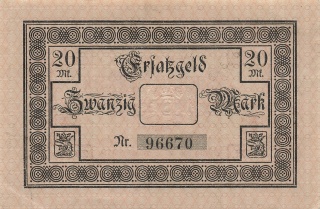 20 Mk. Ersatzgeld 20 Mk.
Zwanzig Mark
Nr. 96670